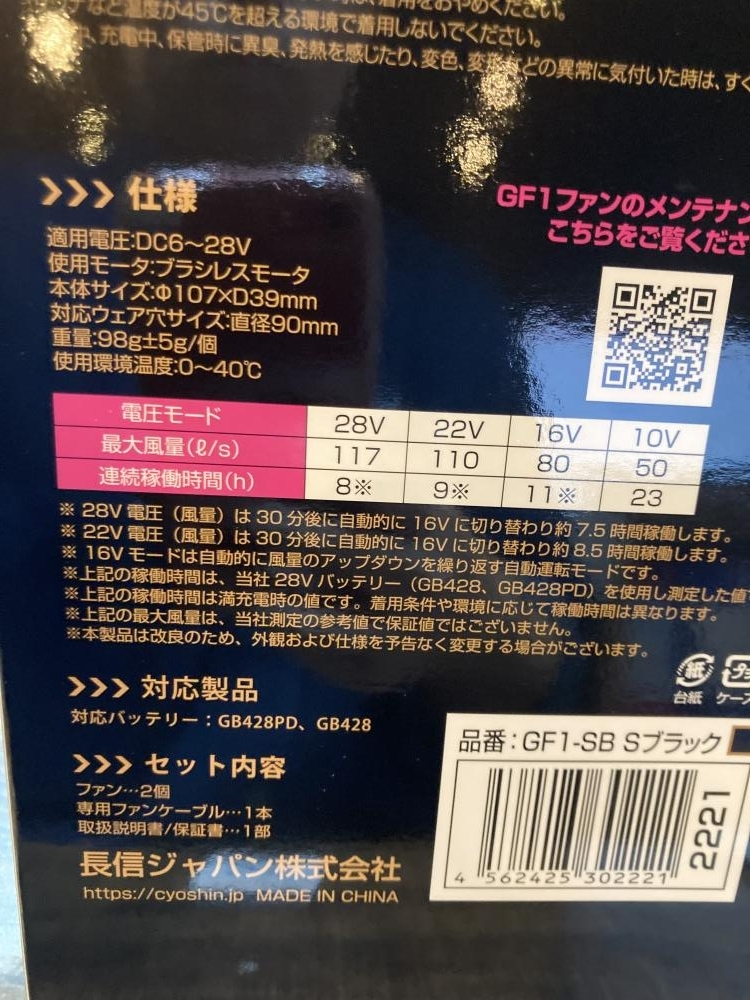 は、着用をおやめください。
など温度が45℃を超える環境で着用しないでください。
中、充電中、保管時に異臭、発熱を感じたり、変色、変形などの異常に気付いた時は、すぐ
>>> 仕様
適用電圧:DC6〜28V
使用モータ:ブラシレスモータ
本体サイズ:Φ107×D39mm
対応ウェア穴サイズ:直径90mm
重量:98g±5g/個
使用環境温度:0〜40℃
GF1ファンのメンテナン
こちらをご覧くださ
電圧モード 28V 22V 16V 10V
最大風量(ℓ/s) 117 110 80 50
連続稼働時間(h) 8※ 9※ 11※ 23
※ 28V 電圧（風量）は 30 分後に自動的に 16V に切り替わり約 7.5 時間稼働します。
※ 22V 電圧（風量）は 30 分後に自動的に 16V に切り替わり約 8.5 時間稼働します。
※ 16V モードは自動的に風量のアップダウンを繰り返す自動運転モードです。
※上記の稼働時間は、当社 28V バッテリー（GB428、GB428PD）を使用し測定した値で
※上記の稼働時間は満充電時の値です。着用条件や環境に応じて稼働時間は異なります。
※上記の最大風量は、当社測定の参考値で保証値ではございません。
※本製品は改良のため、外観および仕様を予告なく変更する場合がございます。
紙
台紙 ケース
>>> 対応製品
対応バッテリー：GB428PD、GB428
>>> セット内容
ファン…2個
専用ファンケーブル…1本
取扱説明書/保証書…1部
長信ジャパン株式会社
https://cyoshin.jp MADE IN CHINA
品番：GF1-SB Sブラック
2221
4 562425 302221